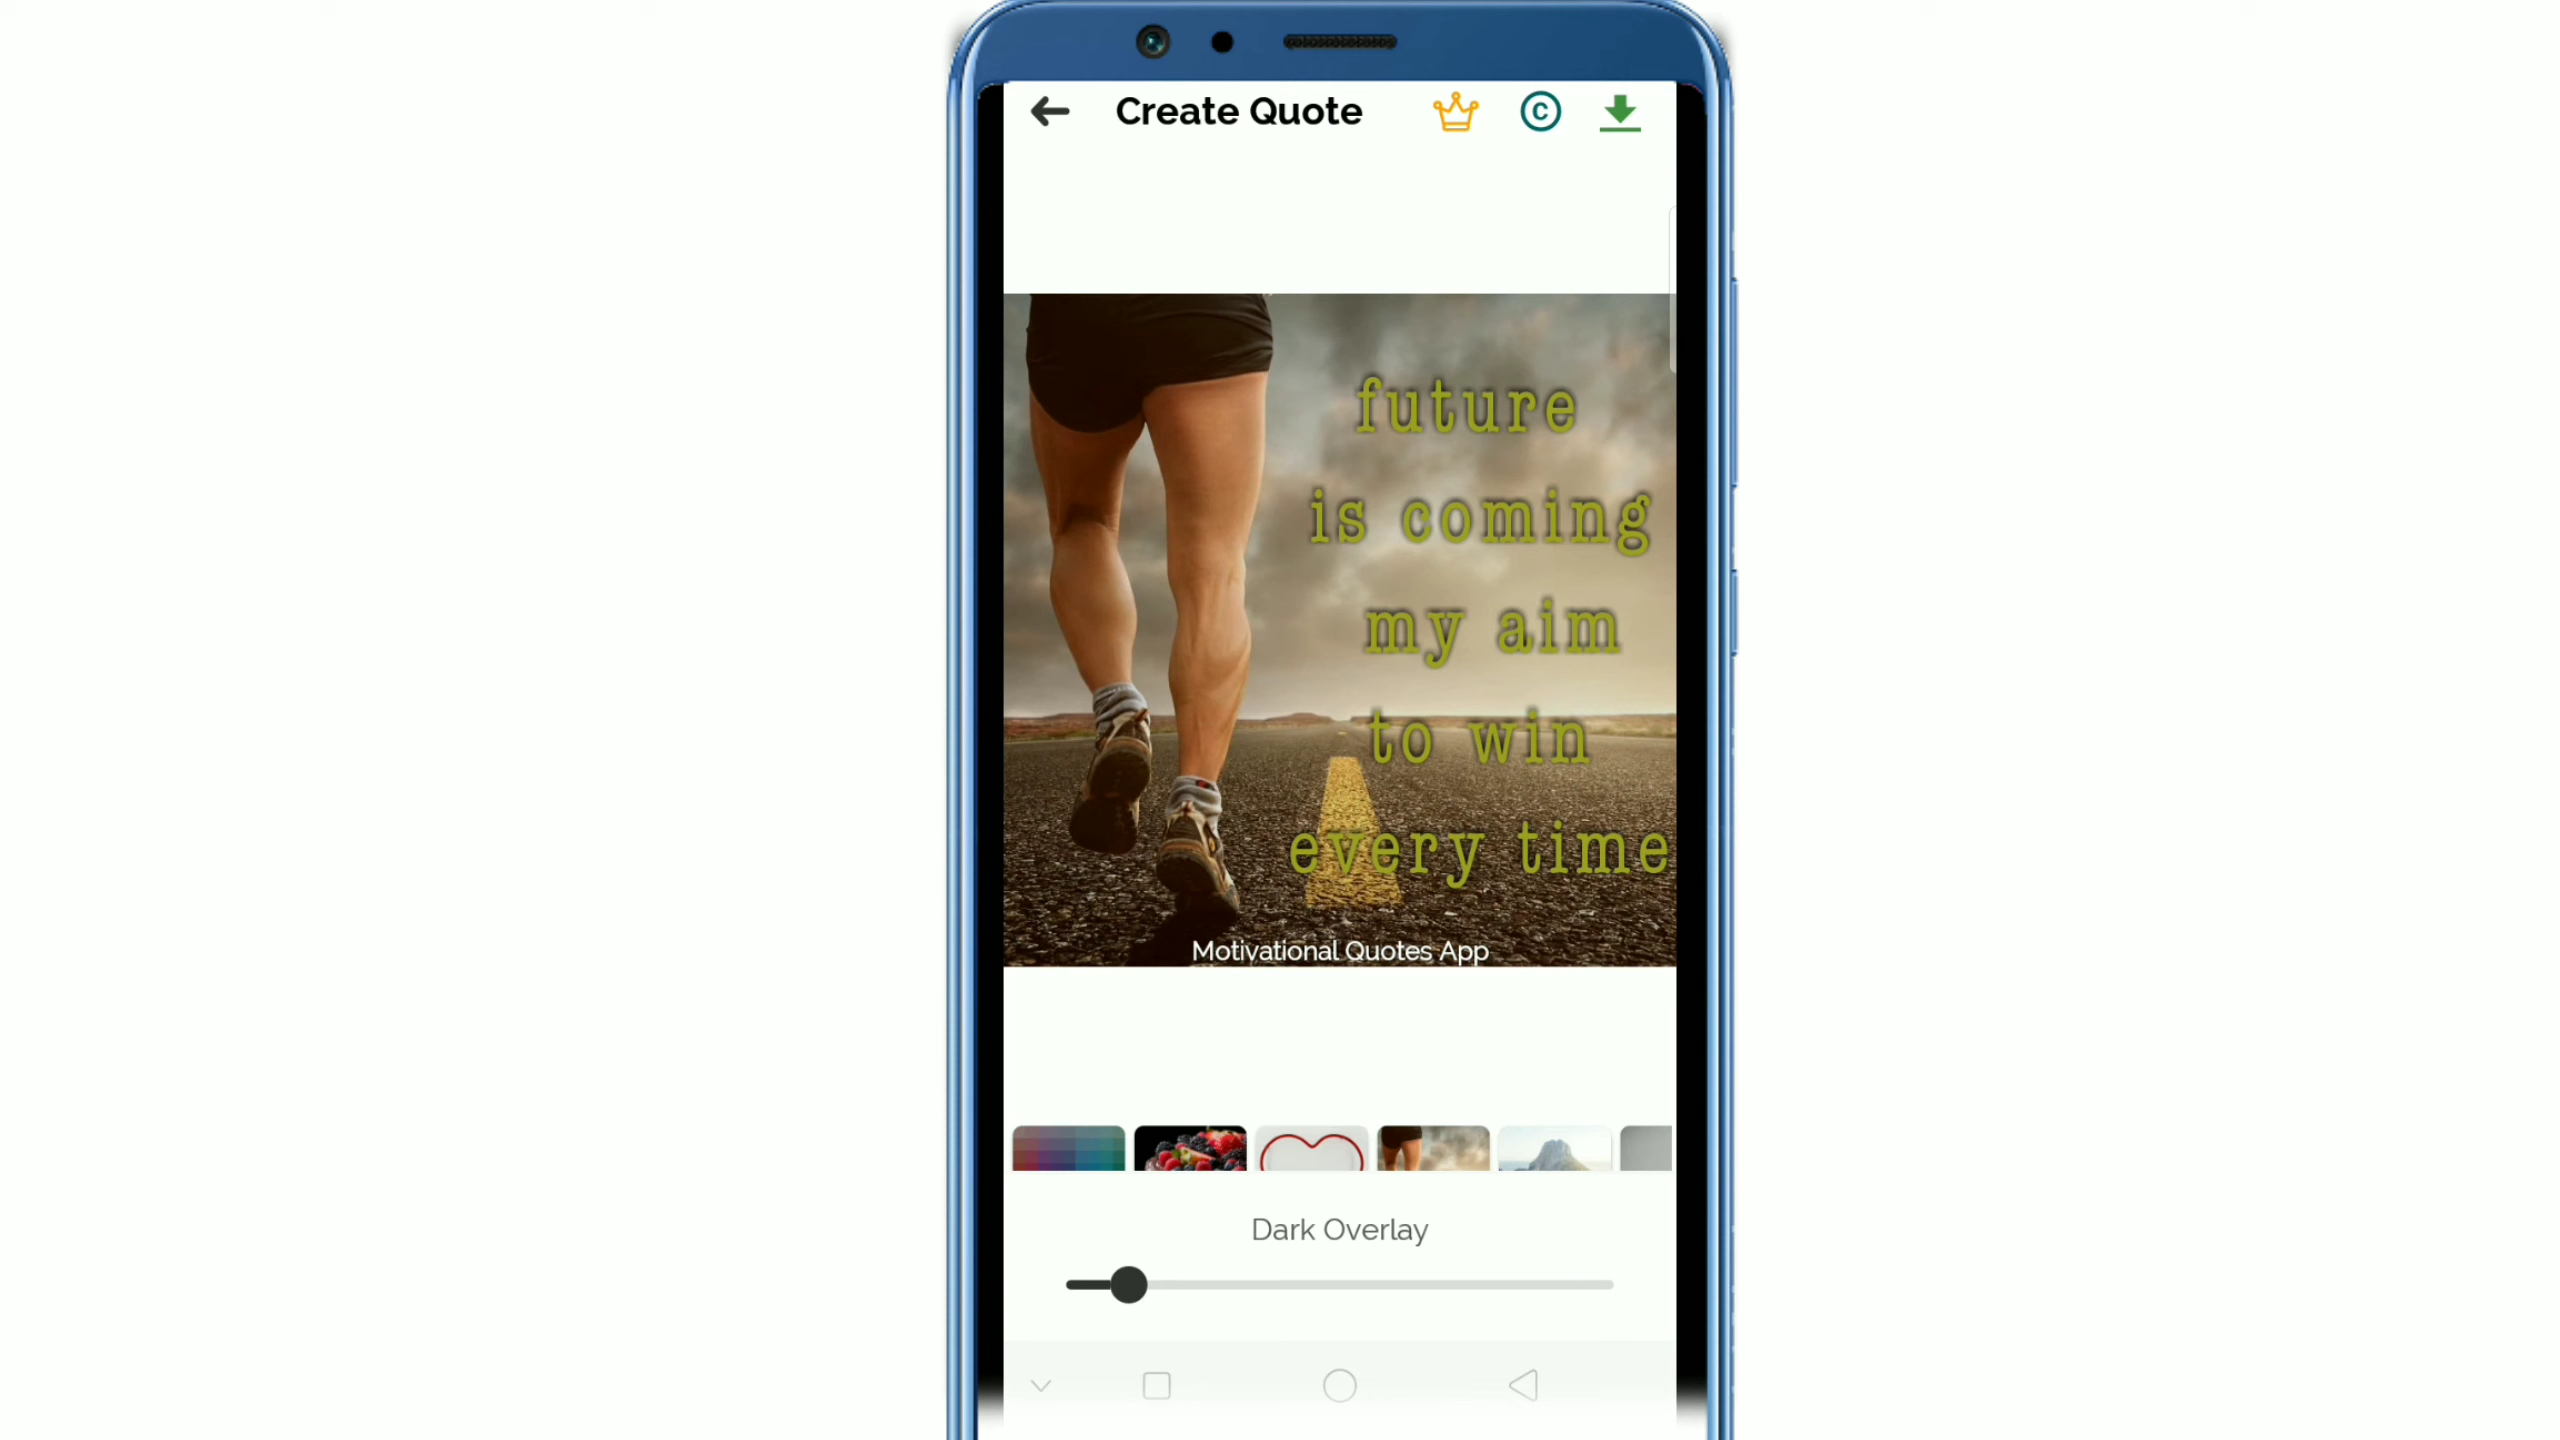 Create Quote
future
is coming
my aim
to win
every time
Motivational Quotes App
Dark Overlay